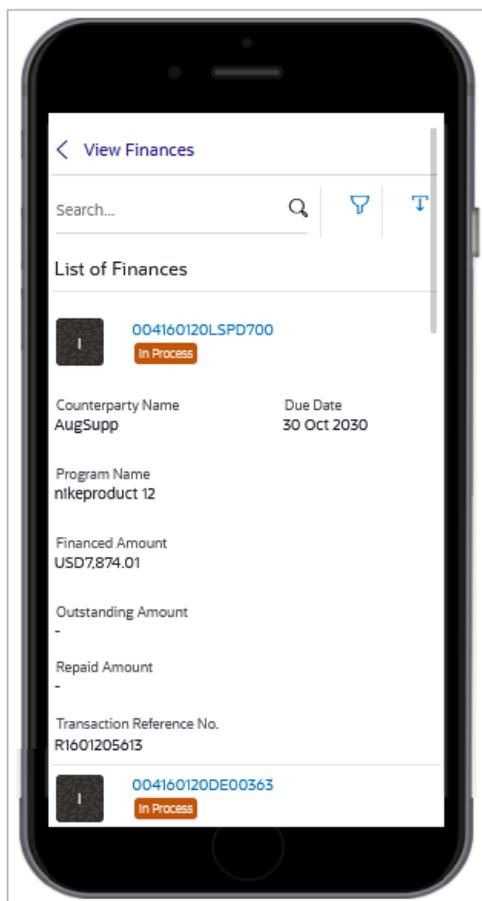 View Finances
Search...
List of Finances
I
004160120LSPD700
In Process
Counterparty Name
Due Date
AugSupp
30 Oct 2030
Program Name
nikeproduct 12
Financed Amount
USD7,874.01
Outstanding Amount
-
Repaid Amount
-
Transaction Reference No.
R1601205613
I
004160120DE00363
In Process